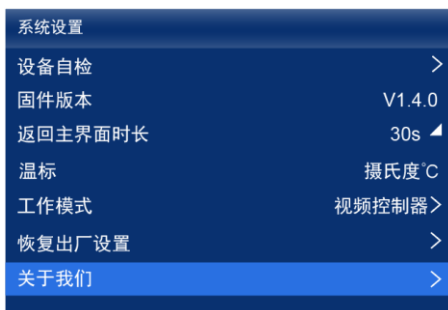 系统设置
设备自检 >
固件版本 V1.4.0
返回主界面时长 30s
温标 摄氏度℃
工作模式 视频控制器>
恢复出厂设置 >
关于我们 >